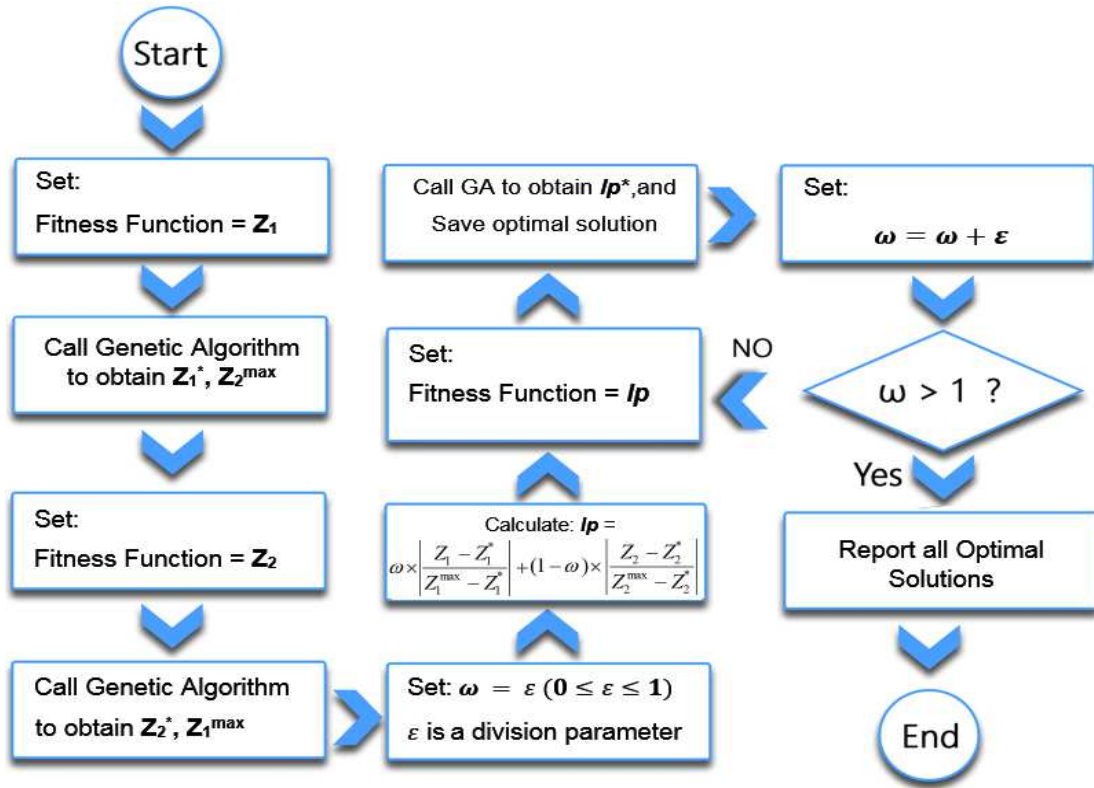 Start
Set:
Fitness Function = Z₁
Call Genetic Algorithm
to obtain Z₁*, Z₂ᵐᵃˣ
Set:
Fitness Function = Z₂
Call Genetic Algorithm
to obtain Z₂*, Z₁ᵐᵃˣ
Set: ω = ε (0 ≤ ε ≤ 1)
ε is a division parameter
Calculate: lp =
ω×|(Z₁ − Z₁*)/(Z₁ᵐᵃˣ − Z₁*)|+(1−ω)×|(Z₂ − Z₂*)/(Z₂ᵐᵃˣ − Z₂*)|
Set:
Fitness Function = lp
Call GA to obtain lp*,and
Save optimal solution
Set:
ω = ω + ε
ω > 1 ?
NO
Yes
Report all Optimal
Solutions
End